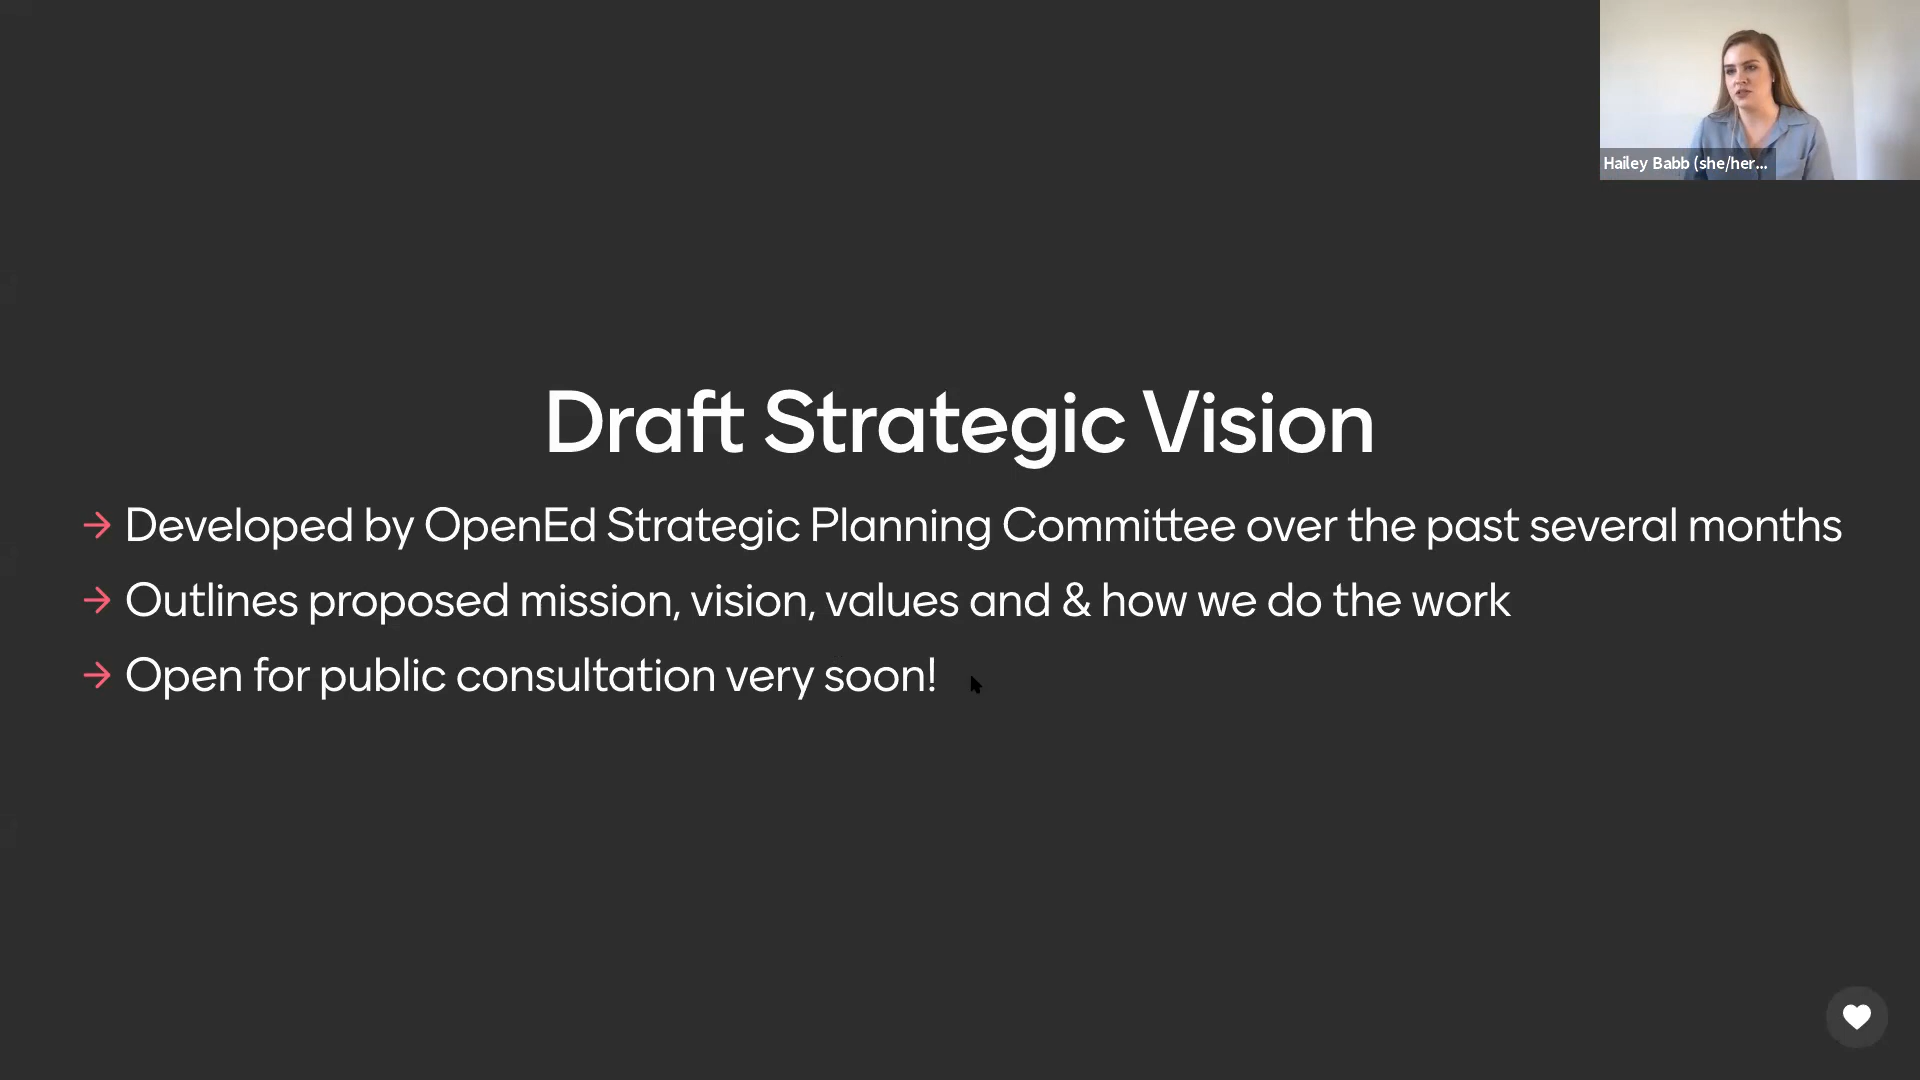 Hailey Babb (she/her...
Draft Strategic Vision
→ Developed by OpenEd Strategic Planning Committee over the past several months
→ Outlines proposed mission, vision, values and & how we do the work
→ Open for public consultation very soon!